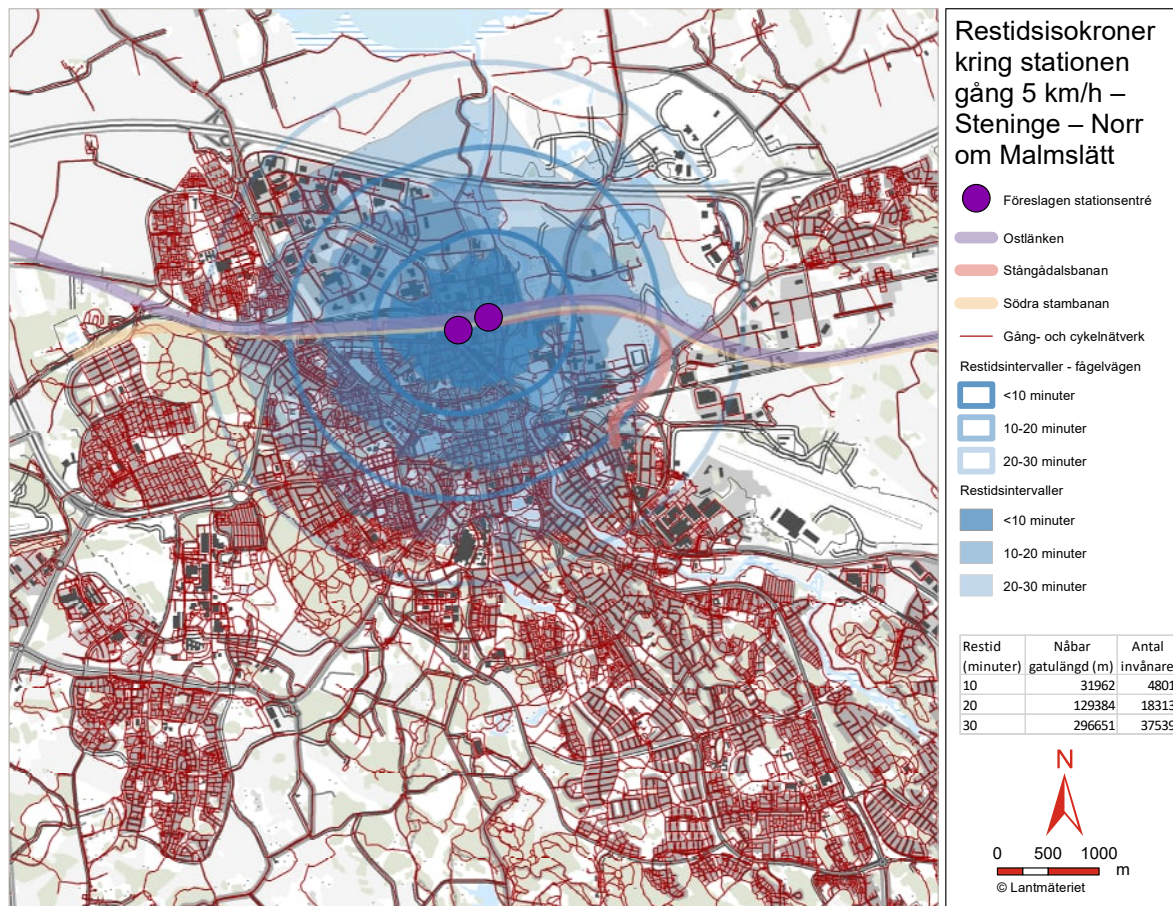 Restidsisokroner
kring stationen
gång 5 km/h –
Steninge – Norr
om Malmslätt
Föreslagen stationsentré
Ostlänken
Stångådalsbanan
Södra stambanan
Gång- och cykelnätverk
Restidsintervaller - fågelvägen
<10 minuter
10-20 minuter
20-30 minuter
Restidsintervaller
<10 minuter
10-20 minuter
20-30 minuter
Restid Nåbar Antal
(minuter) gatulängd (m) invånare
10 31962 4801
20 129384 18313
30 296651 37539
N
0 500 1000
m
© Lantmäteriet